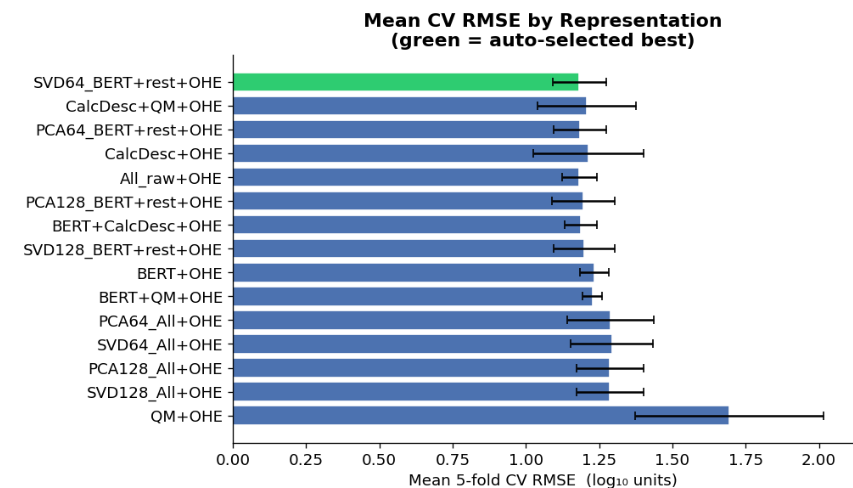 Mean CV RMSE by Representation
(green = auto-selected best)
SVD64_BERT+rest+OHE
CalcDesc+QM+OHE
PCA64_BERT+rest+OHE
CalcDesc+OHE
All_raw+OHE
PCA128_BERT+rest+OHE
BERT+CalcDesc+OHE
SVD128_BERT+rest+OHE
BERT+OHE
BERT+QM+OHE
PCA64_All+OHE
SVD64_All+OHE
PCA128_All+OHE
SVD128_All+OHE
QM+OHE
0.00 0.25 0.50 0.75 1.00 1.25 1.50 1.75 2.00
Mean 5-fold CV RMSE (log₁₀ units)